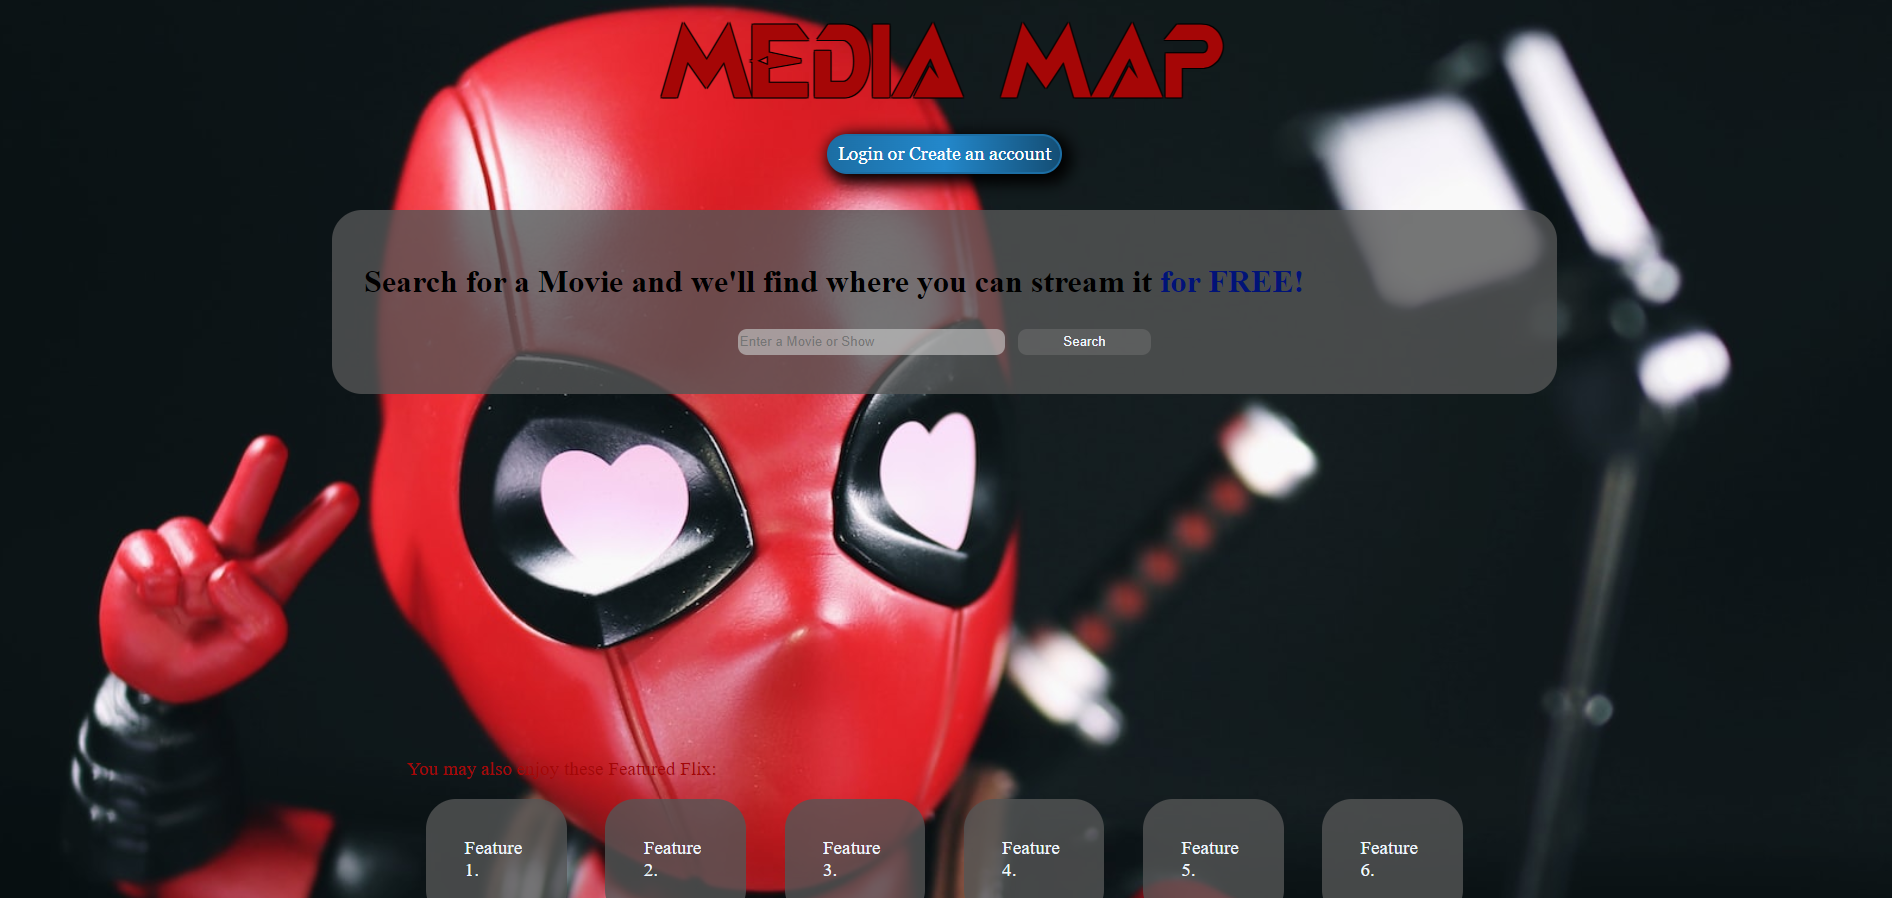 MEDIA MAP
Login or Create an account
Search for a Movie and we'll find where you can stream it for FREE!
Enter a Movie or Show
Search
You may also enjoy these Featured Flix:
Feature
1.
Feature
2.
Feature
3.
Feature
4.
Feature
5.
Feature
6.